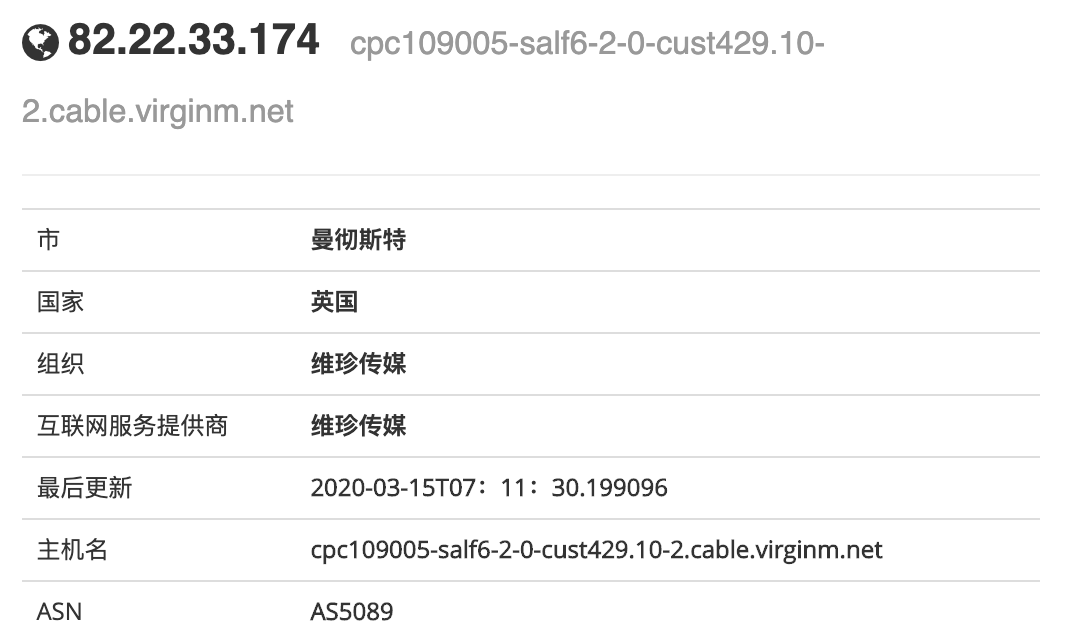 82.22.33.174 cpc109005-salf6-2-0-cust429.10-
2.cable.virginm.net
市 曼彻斯特
国家 英国
组织 维珍传媒
互联网服务提供商 维珍传媒
最后更新 2020-03-15T07：11：30.199096
主机名 cpc109005-salf6-2-0-cust429.10-2.cable.virginm.net
ASN AS5089